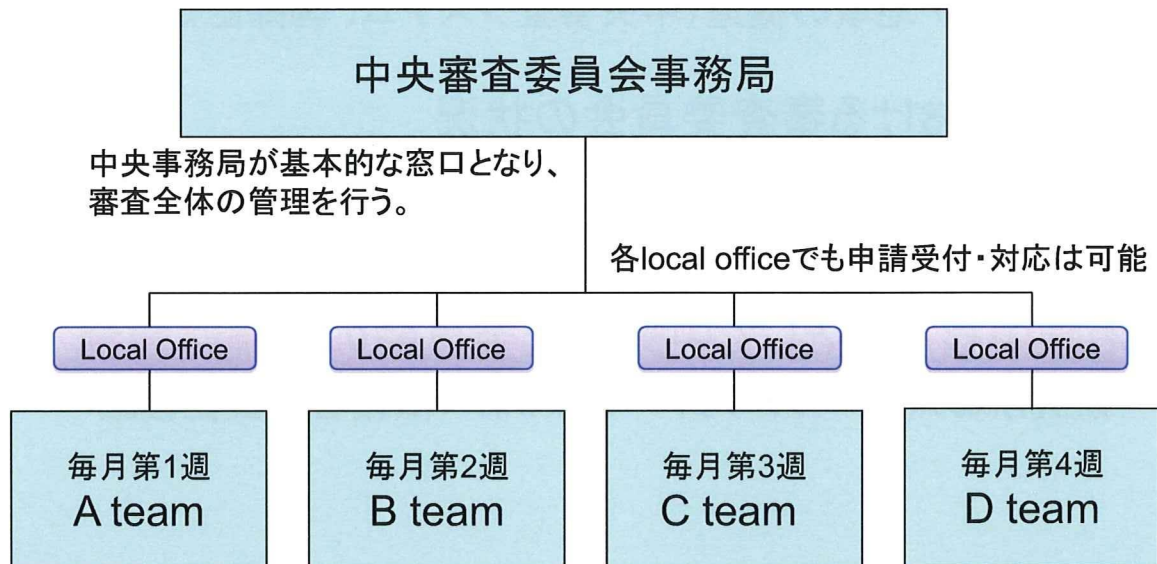 中央審査委員会事務局
中央事務局が基本的な窓口となり、
審査全体の管理を行う。
各local officeでも申請受付・対応は可能
Local Office
Local Office
Local Office
Local Office
毎月第1週
A team
毎月第2週
B team
毎月第3週
C team
毎月第4週
D team